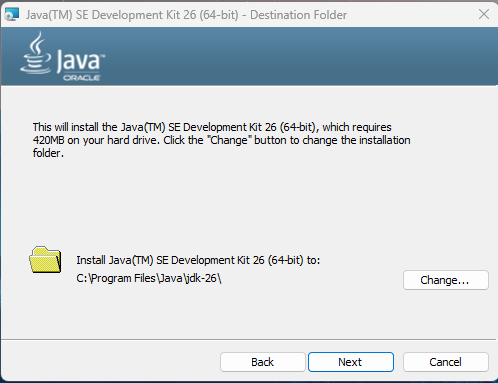 Java(TM) SE Development Kit 26 (64-bit) - Destination Folder
Java™
ORACLE
This will install the Java(TM) SE Development Kit 26 (64-bit), which requires
420MB on your hard drive. Click the "Change" button to change the installation
folder.
Install Java(TM) SE Development Kit 26 (64-bit) to:
C:\Program Files\Java\jdk-26\
Change...
Back
Next
Cancel